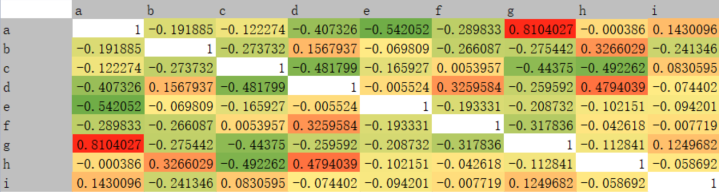 a b c d e f g h i
a 1 -0.191885 -0.122274 -0.407326 -0.542052 -0.289833 0.8104027 -0.000386 0.1430096
b -0.191885 1 -0.273732 0.1567937 -0.069809 -0.266087 -0.275442 0.3266029 -0.241346
c -0.122274 -0.273732 1 -0.481799 -0.165927 0.0053957 -0.44375 -0.492262 0.0830595
d -0.407326 0.1567937 -0.481799 1 -0.005524 0.3259584 -0.259592 0.4794039 -0.074402
e -0.542052 -0.069809 -0.165927 -0.005524 1 -0.193331 -0.208732 -0.102151 -0.094201
f -0.289833 -0.266087 0.0053957 0.3259584 -0.193331 1 -0.317836 -0.042618 -0.007719
g 0.8104027 -0.275442 -0.44375 -0.259592 -0.208732 -0.317836 1 -0.112841 0.1249682
h -0.000386 0.3266029 -0.492262 0.4794039 -0.102151 -0.042618 -0.112841 1 -0.058692
i 0.1430096 -0.241346 0.0830595 -0.074402 -0.094201 -0.007719 0.1249682 -0.058692 1